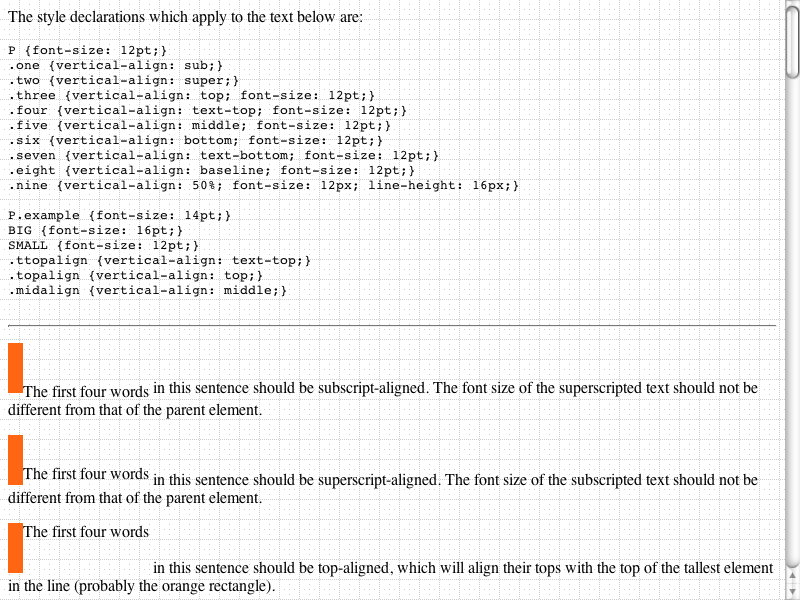 The style declarations which apply to the text below are:
P {font-size: 12pt;}
.one {vertical-align: sub;}
.two {vertical-align: super;}
.three {vertical-align: top; font-size: 12pt;}
.four {vertical-align: text-top; font-size: 12pt;}
.five {vertical-align: middle; font-size: 12pt;}
.six {vertical-align: bottom; font-size: 12pt;}
.seven {vertical-align: text-bottom; font-size: 12pt;}
.eight {vertical-align: baseline; font-size: 12pt;}
.nine {vertical-align: 50%; font-size: 12px; line-height: 16px;}
P.example {font-size: 14pt;}
BIG {font-size: 16pt;}
SMALL {font-size: 12pt;}
.ttopalign {vertical-align: text-top;}
.topalign {vertical-align: top;}
.midalign {vertical-align: middle;}
The first four words in this sentence should be subscript-aligned. The font size of the superscripted text should not be
different from that of the parent element.
The first four words in this sentence should be superscript-aligned. The font size of the subscripted text should not be
different from that of the parent element.
The first four words
in this sentence should be top-aligned, which will align their tops with the top of the tallest element
in the line (probably the orange rectangle).